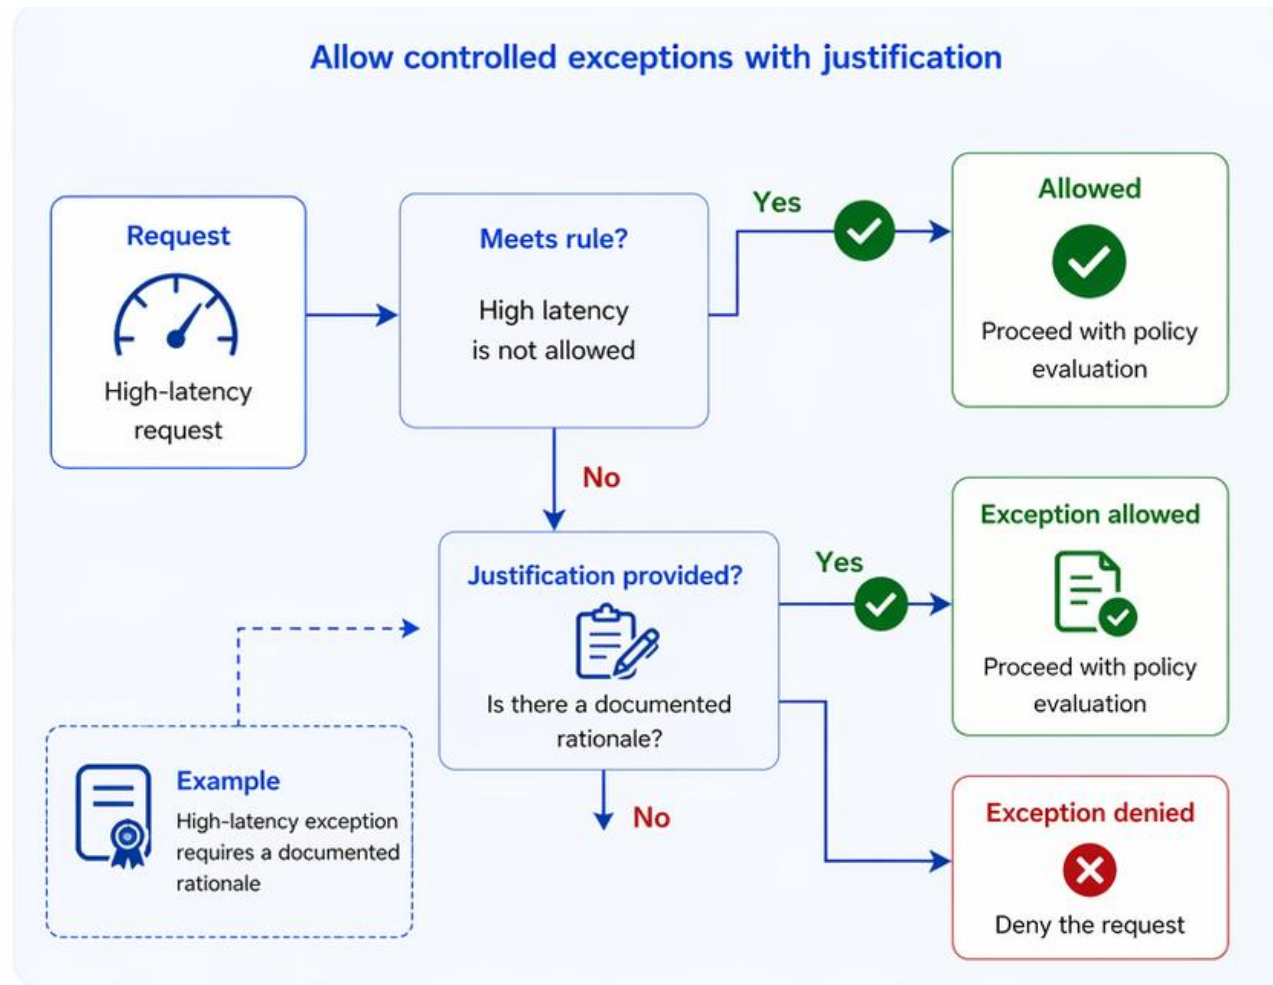 Allow controlled exceptions with justification
Request
High-latency
request
Meets rule?
High latency
is not allowed
Yes
Allowed
Proceed with policy
evaluation
No
Justification provided?
Is there a documented
rationale?
Yes
Exception allowed
Proceed with policy
evaluation
No
Exception denied
Deny the request
Example
High-latency exception
requires a documented
rationale